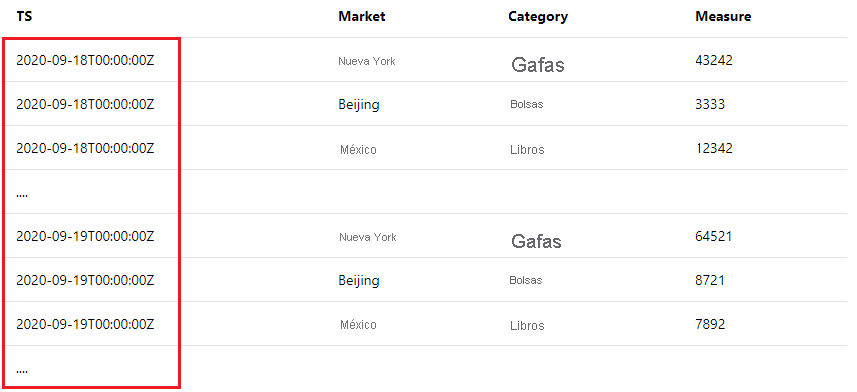 TS Market Category Measure
2020-09-18T00:00:00Z Nueva York Gafas 43242
2020-09-18T00:00:00Z Beijing Bolsas 3333
2020-09-18T00:00:00Z México Libros 12342
....
2020-09-19T00:00:00Z Nueva York Gafas 64521
2020-09-19T00:00:00Z Beijing Bolsas 8721
2020-09-19T00:00:00Z México Libros 7892
....